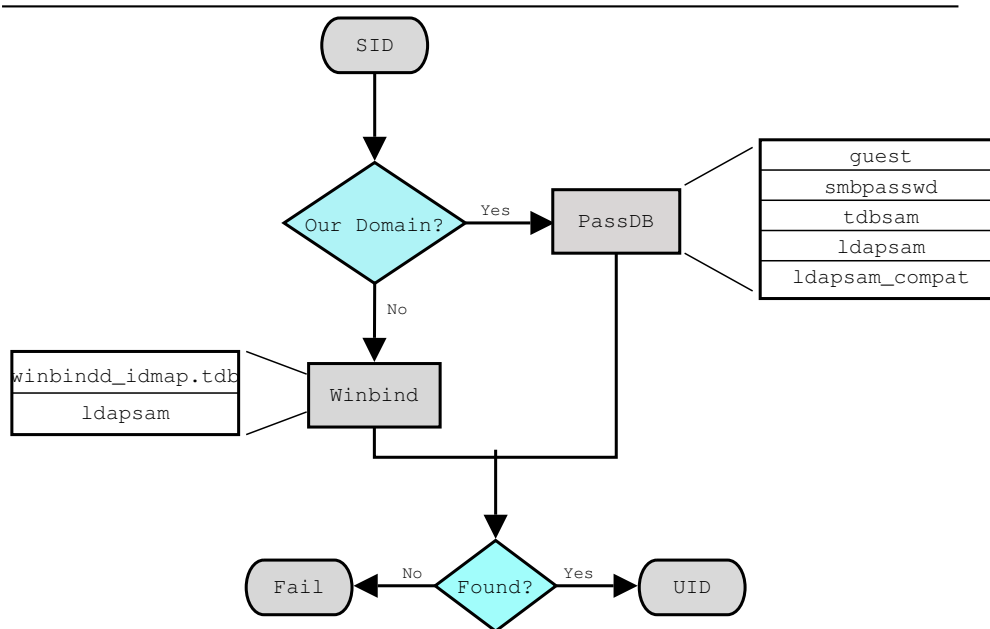 SID
Our Domain?
Yes
PassDB
guest
smbpasswd
tdbsam
ldapsam
ldapsam_compat
No
winbindd_idmap.tdb
ldapsam
Winbind
Fail
No
Found?
Yes
UID